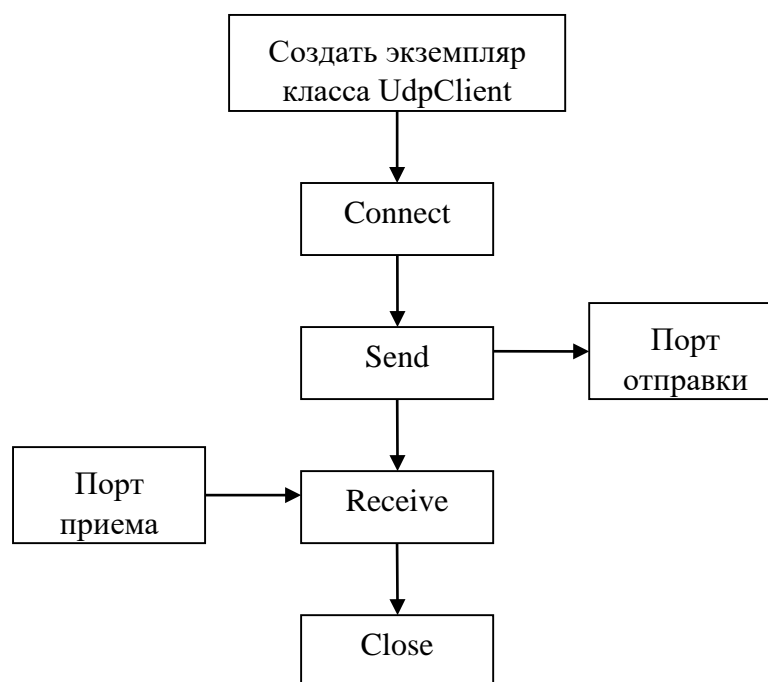 Создать экземпляр
класса UdpClient
Connect
Send
Порт
отправки
Порт
приема
Receive
Close